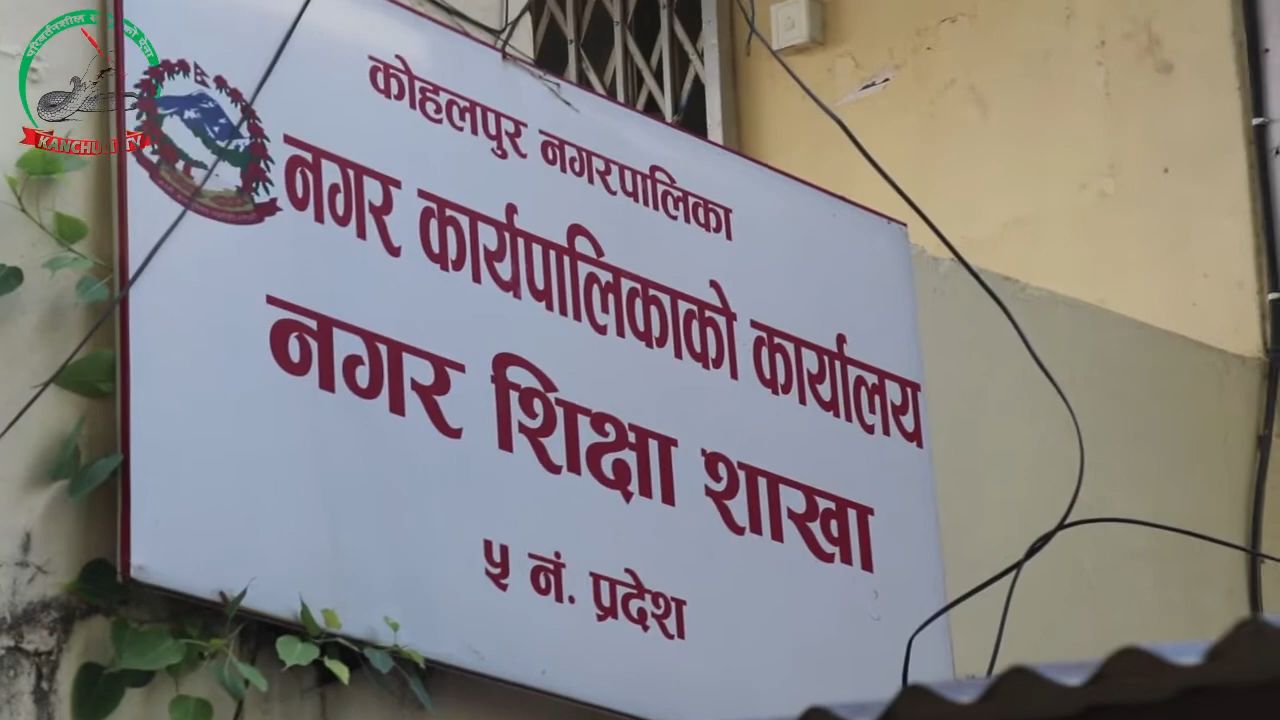 कोहलपुर नगरपालिका
नगर कार्यपालिकाको कार्यालय
नगर शिक्षा शाखा
५ नं. प्रदेश